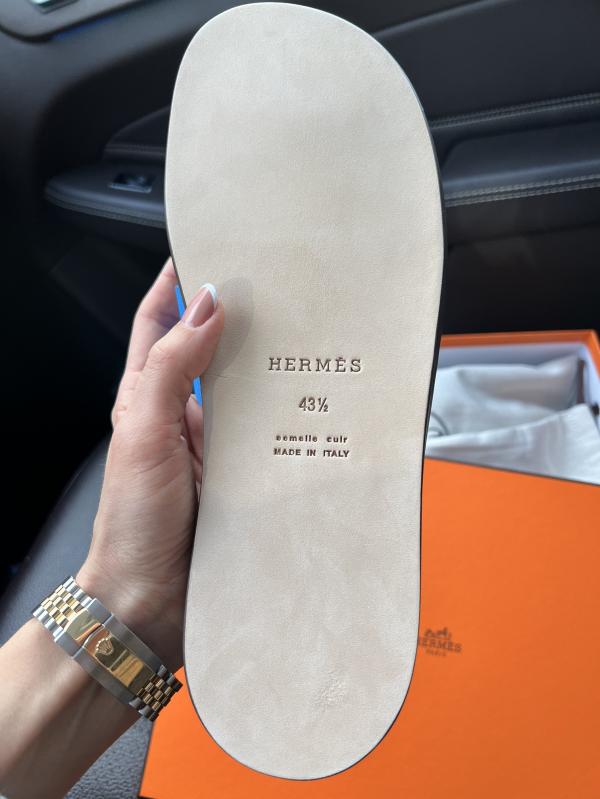 HERMÈS
43½
semelle cuir
MADE IN ITALY
HERMÈS
PARIS